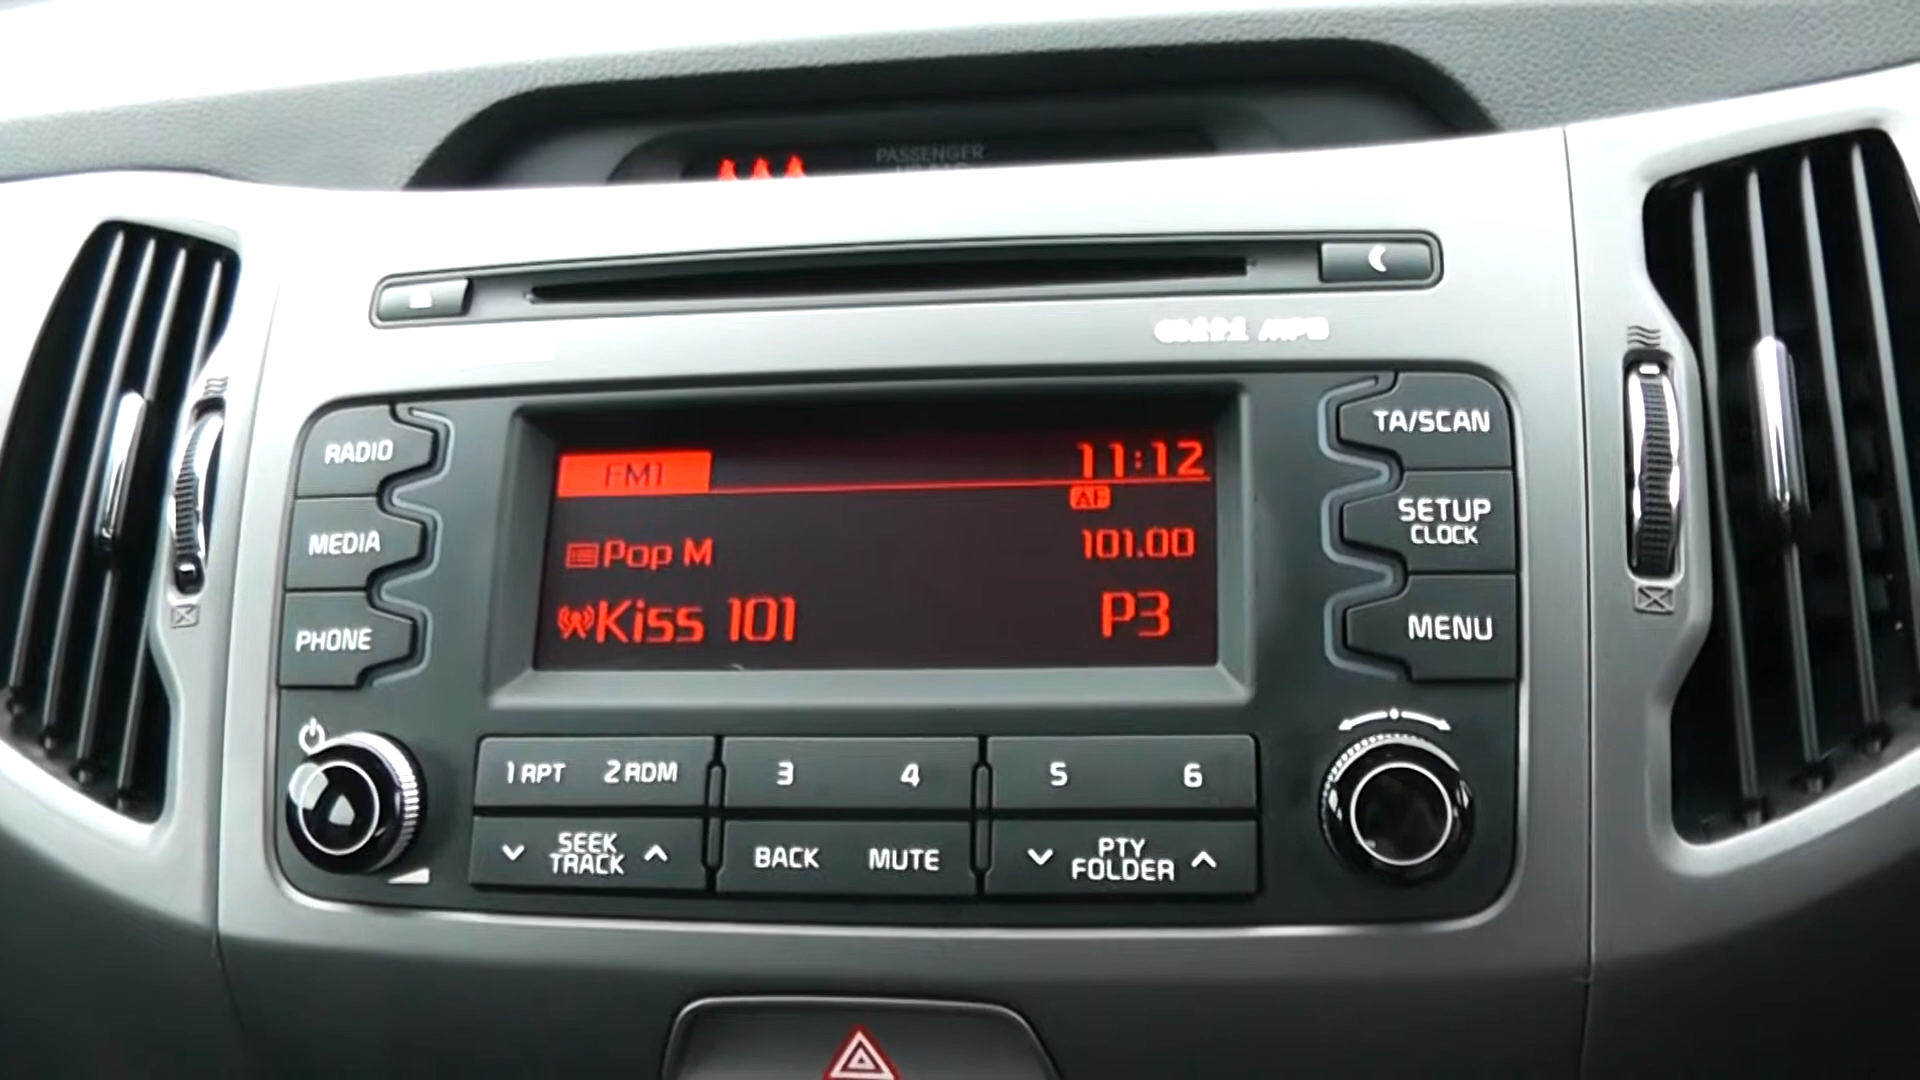 PASSENGER
TA/SCAN
RADIO
FM1 11:12
AF
SETUP
CLOCK
MEDIA
Pop M 101.00
Kiss 101 P3
PHONE
MENU
1 RPT 2 RDM 3 4 5 6
SEEK
TRACK
BACK MUTE
PTY
FOLDER